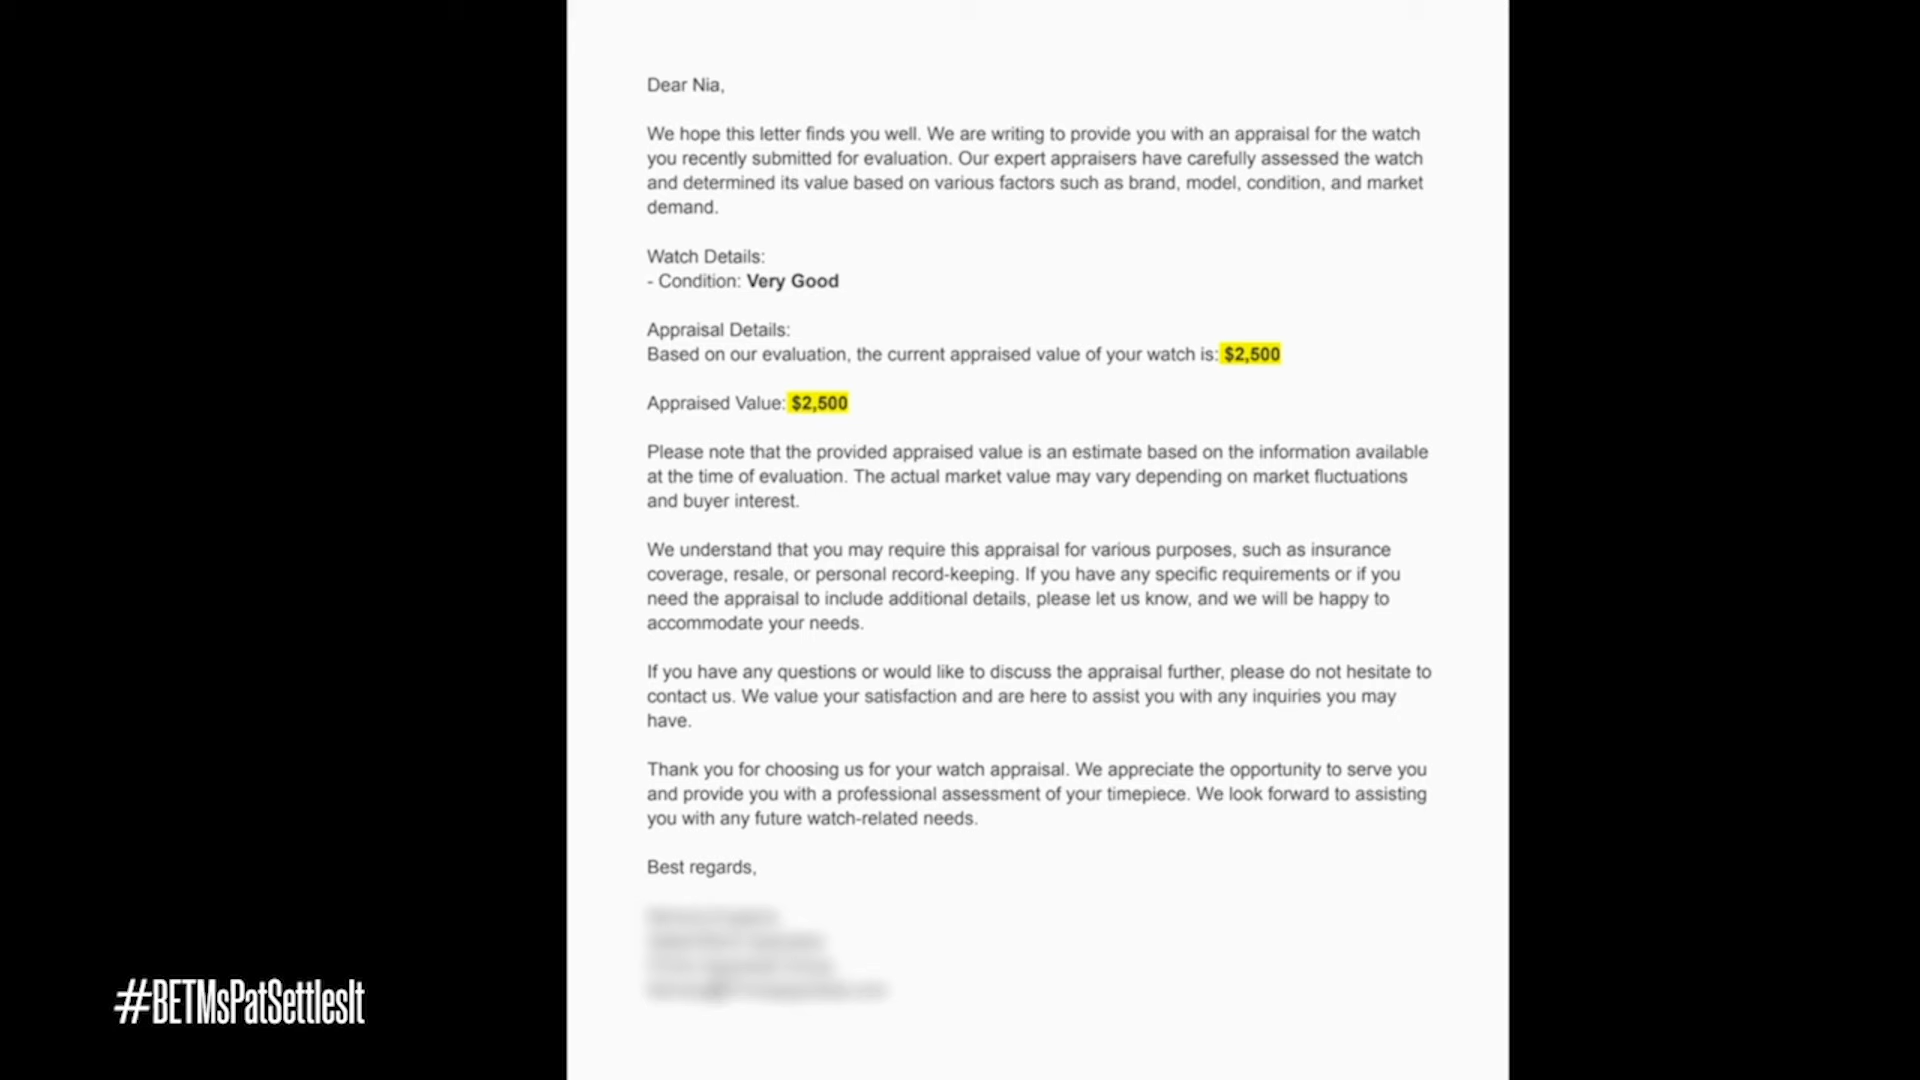 Dear Nia,
We hope this letter finds you well. We are writing to provide you with an appraisal for the watch
you recently submitted for evaluation. Our expert appraisers have carefully assessed the watch
and determined its value based on various factors such as brand, model, condition, and market
demand.
Watch Details:
- Condition: Very Good
Appraisal Details:
Based on our evaluation, the current appraised value of your watch is: $2,500
Appraised Value: $2,500
Please note that the provided appraised value is an estimate based on the information available
at the time of evaluation. The actual market value may vary depending on market fluctuations
and buyer interest.
We understand that you may require this appraisal for various purposes, such as insurance
coverage, resale, or personal record-keeping. If you have any specific requirements or if you
need the appraisal to include additional details, please let us know, and we will be happy to
accommodate your needs.
If you have any questions or would like to discuss the appraisal further, please do not hesitate to
contact us. We value your satisfaction and are here to assist you with any inquiries you may
have.
Thank you for choosing us for your watch appraisal. We appreciate the opportunity to serve you
and provide you with a professional assessment of your timepiece. We look forward to assisting
you with any future watch-related needs.
Best regards,
#BETMsPatSettlesIt